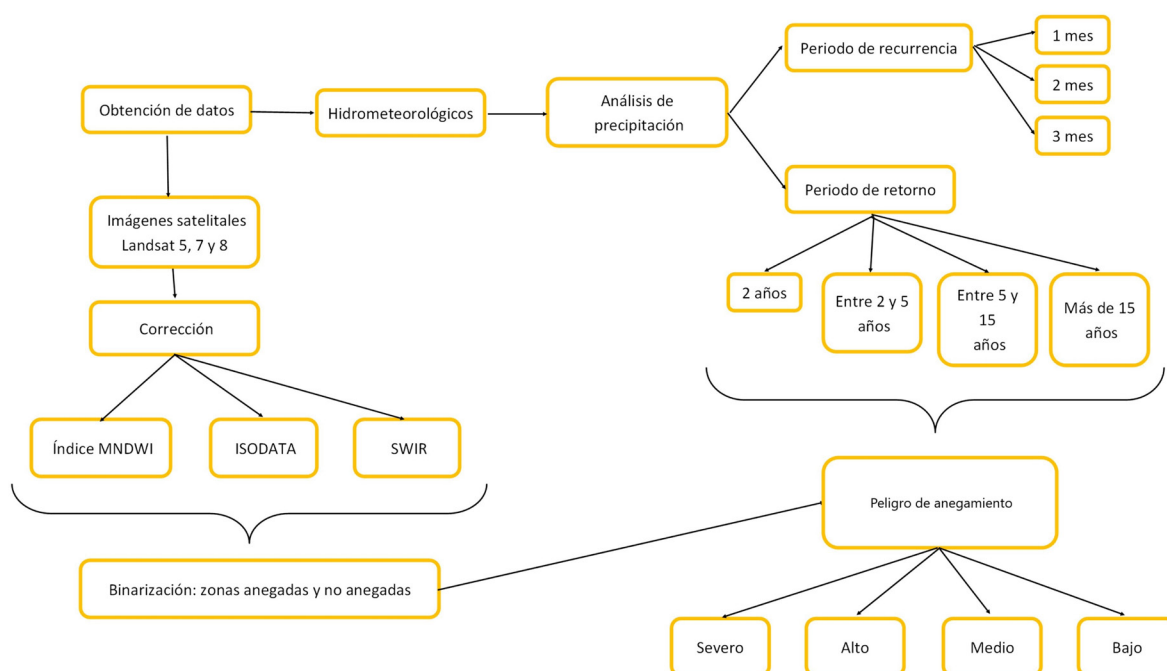 Periodo de recurrencia
1 mes
2 mes
3 mes
Obtención de datos
Hidrometeorológicos
Análisis de
precipitación
Periodo de retorno
Imágenes satelitales
Landsat 5, 7 y 8
2 años
Entre 2 y 5
años
Entre 5 y
15
años
Más de 15
años
Corrección
Índice MNDWI
ISODATA
SWIR
Peligro de anegamiento
Binarización: zonas anegadas y no anegadas
Severo
Alto
Medio
Bajo